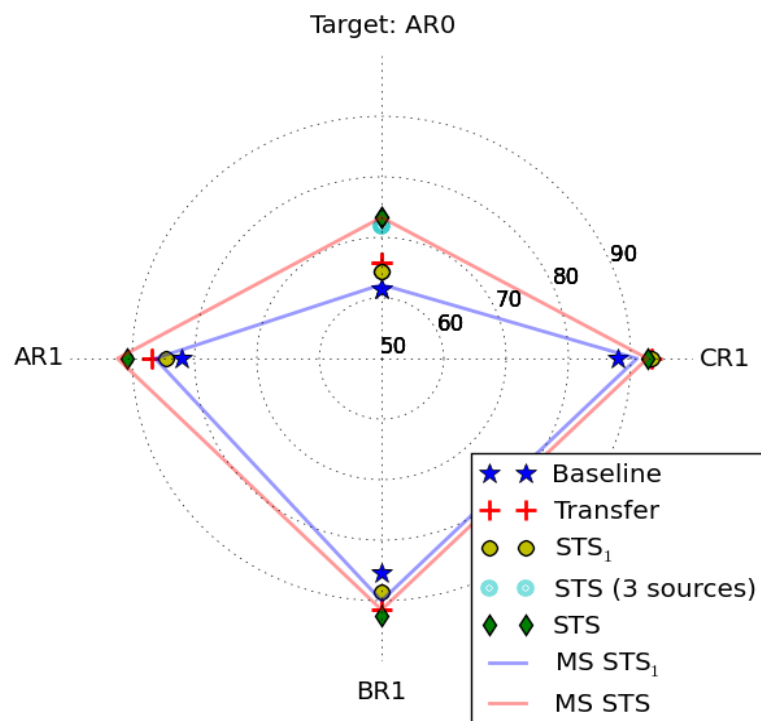 Target: AR0
90
80
70
60
50
AR1
CR1
BR1
Baseline
Transfer
STS₁
STS (3 sources)
STS
MS STS₁
MS STS